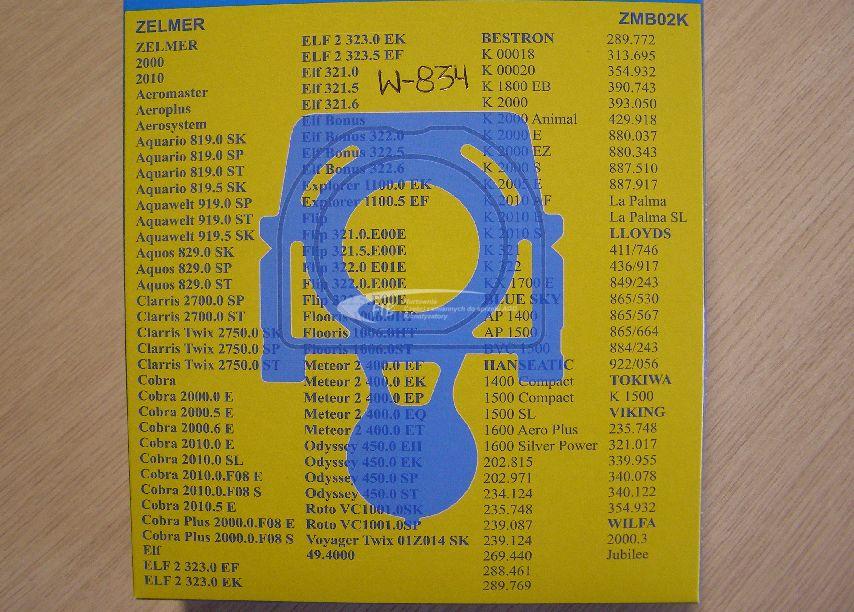 ZELMER
ZMB02K
ZELMER
2000
2010
Aeromaster
Aeroplus
Aerosystem
Aquario 819.0 SK
Aquario 819.0 SP
Aquario 819.0 ST
Aquario 819.5 SK
Aquawelt 919.0 SP
Aquawelt 919.0 ST
Aquawelt 919.5 SK
Aquos 829.0 SK
Aquos 829.0 SP
Aquos 829.0 ST
Clarris 2700.0 SP
Clarris 2700.0 ST
Clarris Twix 2750.0 SK
Clarris Twix 2750.0 SP
Clarris Twix 2750.0 ST
Cobra
Cobra 2000.0 E
Cobra 2000.5 E
Cobra 2000.6 E
Cobra 2010.0 E
Cobra 2010.0 SL
Cobra 2010.0.F08 E
Cobra 2010.0.F08 S
Cobra 2010.5 E
Cobra Plus 2000.0.F08 E
Cobra Plus 2000.0.F08 S
Elf
ELF 2 323.0 EF
ELF 2 323.0 EK
ELF 2 323.0 EK
ELF 2 323.5 EF
Elf 321.0
Elf 321.5
Elf 321.6
Elf Bonus
Elf Bonus 322.0
Elf Bonus 322.5
Elf Bonus 322.6
Explorer 1100.0 EK
Explorer 1100.5 EF
Flip
Flip 321.0.E00E
Flip 321.5.E00E
Flip 322.0 E01E
Flip 322.0.E00E
Flip E00E
Flooris
Flooris 1006.0HT
Flooris 1006.0ST
Meteor 2 400.0 EF
Meteor 2 400.0 EK
Meteor 2 400.0 EP
Meteor 2 400.0 EQ
Meteor 2 400.0 ET
Odyssey 450.0 EH
Odyssey 450.0 EK
Odyssey 450.0 SP
Odyssey 450.0 ST
Roto VC1001.0SK
Roto VC1001.0SP
Voyager Twix 01Z014 SK
49.4000
W-834
BESTRON
K 00018
K 00020
K 1800 EB
K 2000
K 2000 Animal
K 2000 E
K 2000 EZ
K 2000 S
K 2005 E
K 2010 AF
K 2010 E
K 2010 S
K 321
K 322
KK 1700 E
BLUE SKY
AP 1400
AP 1500
BVC 1500
HANSEATIC
1400 Compact
1500 Compact
1500 SL
1600 Aero Plus
1600 Silver Power
202.815
202.971
234.124
235.748
239.087
239.124
269.440
288.461
289.769
289.772
313.695
354.932
390.743
393.050
429.918
880.037
880.343
887.510
887.917
La Palma
La Palma SL
LLOYDS
411/746
436/917
849/243
865/530
865/567
865/664
884/243
922/056
TOKIWA
K 1500
VIKING
235.748
321.017
339.955
340.078
340.122
354.932
WILFA
2000.3
Jubilee